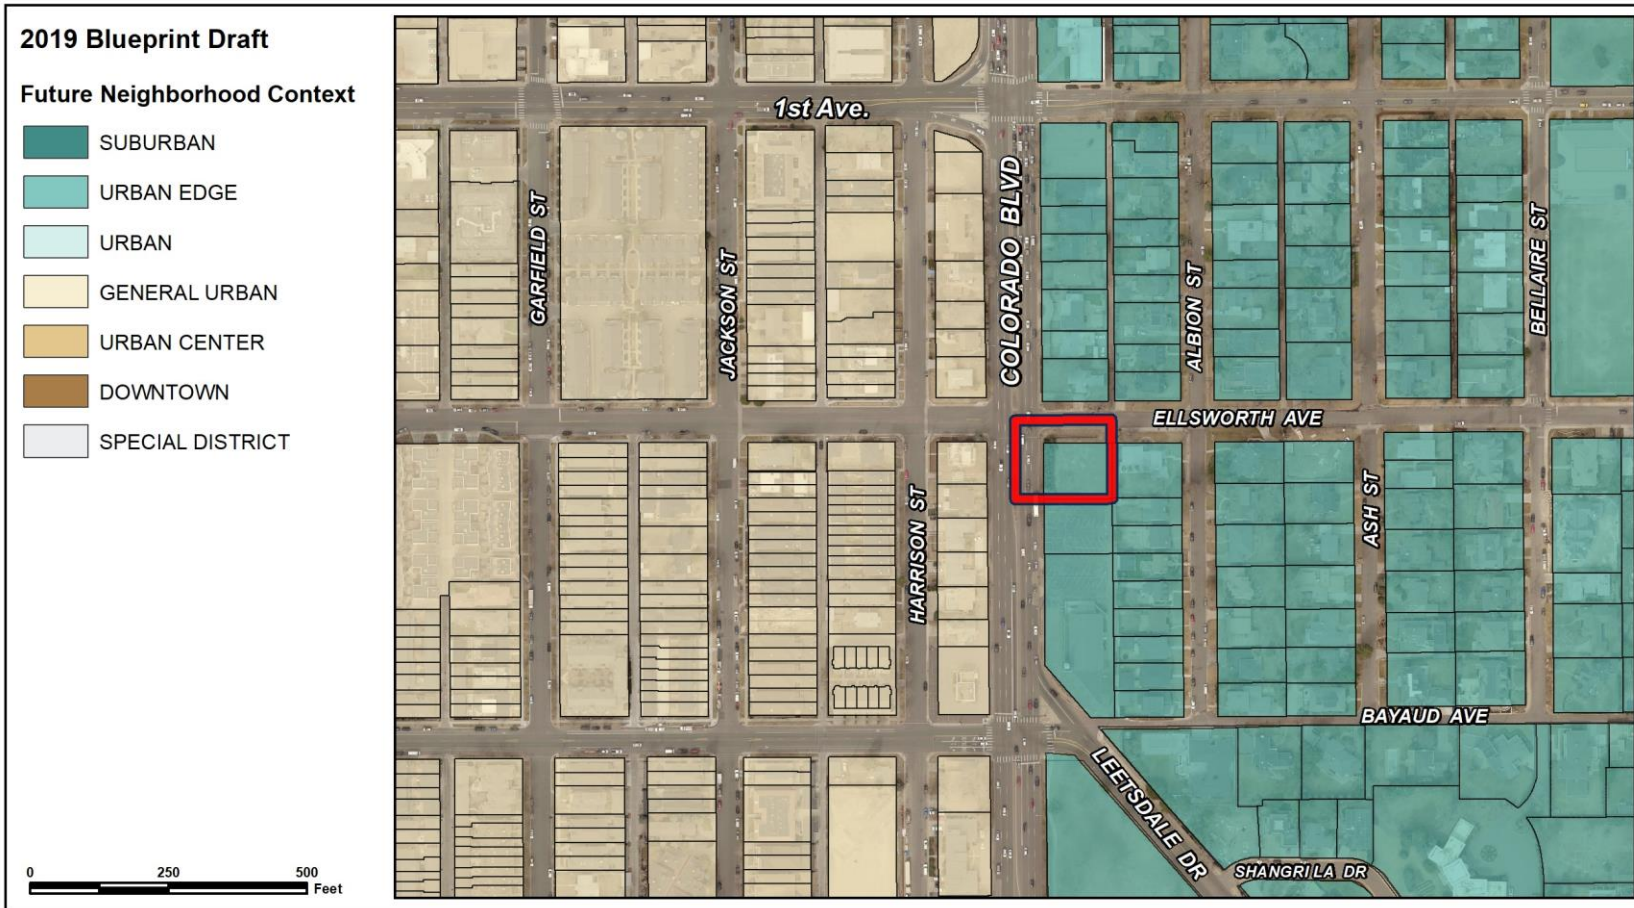 2019 Blueprint Draft
Future Neighborhood Context
SUBURBAN
URBAN EDGE
URBAN
GENERAL URBAN
URBAN CENTER
DOWNTOWN
SPECIAL DISTRICT
0 250 500
Feet
1st Ave.
COLORADO BLVD
GARFIELD ST
JACKSON ST
ALBION ST
BELLAIRE ST
ELLSWORTH AVE
HARRISON ST
ASH ST
BAYAUD AVE
LEETSDALE DR
SHANGRILA DR